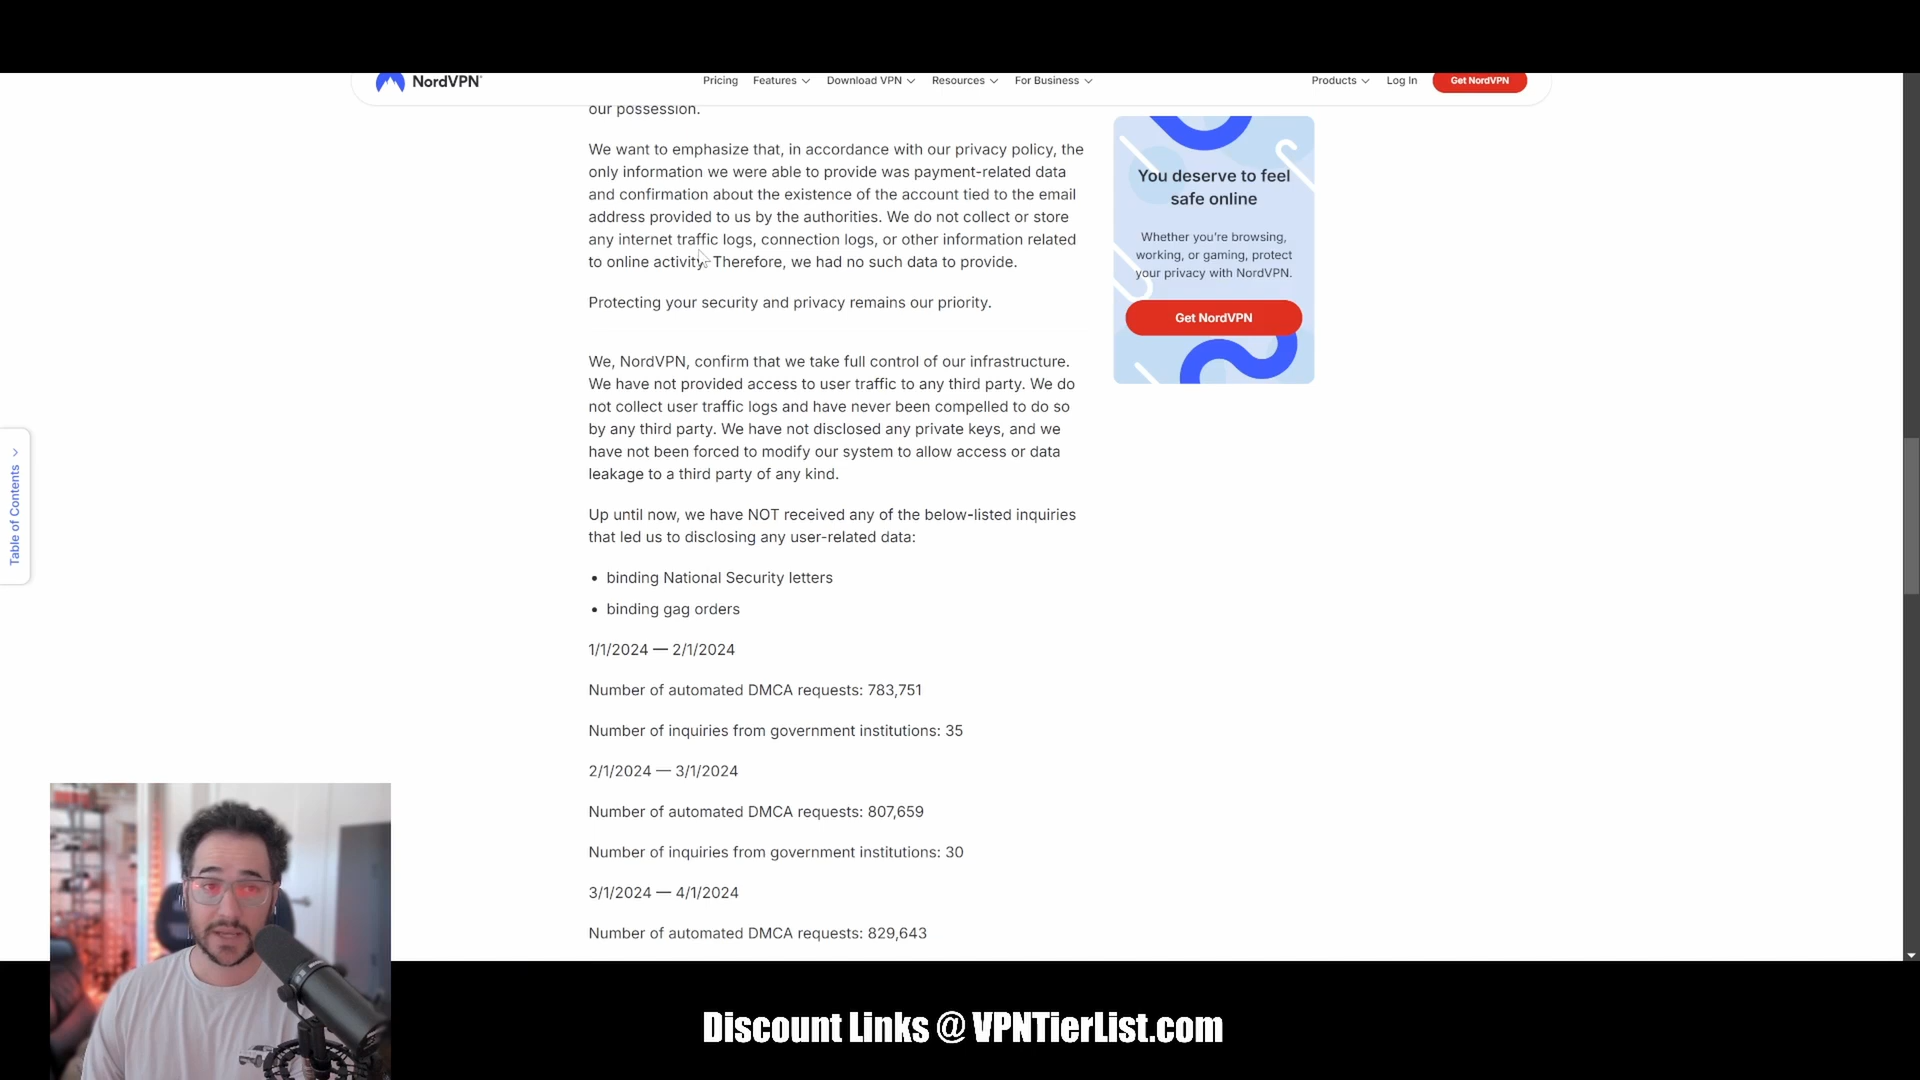 NordVPN
Pricing
Features
Download VPN
Resources
For Business
Products
Log In
Get NordVPN
our possession.
We want to emphasize that, in accordance with our privacy policy, the
only information we were able to provide was payment-related data
and confirmation about the existence of the account tied to the email
address provided to us by the authorities. We do not collect or store
any internet traffic logs, connection logs, or other information related
to online activity. Therefore, we had no such data to provide.
Protecting your security and privacy remains our priority.
We, NordVPN, confirm that we take full control of our infrastructure.
We have not provided access to user traffic to any third party. We do
not collect user traffic logs and have never been compelled to do so
by any third party. We have not disclosed any private keys, and we
have not been forced to modify our system to allow access or data
leakage to a third party of any kind.
Up until now, we have NOT received any of the below-listed inquiries
that led us to disclosing any user-related data:
• binding National Security letters
• binding gag orders
1/1/2024 — 2/1/2024
Number of automated DMCA requests: 783,751
Number of inquiries from government institutions: 35
2/1/2024 — 3/1/2024
Number of automated DMCA requests: 807,659
Number of inquiries from government institutions: 30
3/1/2024 — 4/1/2024
Number of automated DMCA requests: 829,643
You deserve to feel
safe online
Whether you're browsing,
working, or gaming, protect
your privacy with NordVPN.
Get NordVPN
Table of Contents
Discount Links @ VPNTierList.com